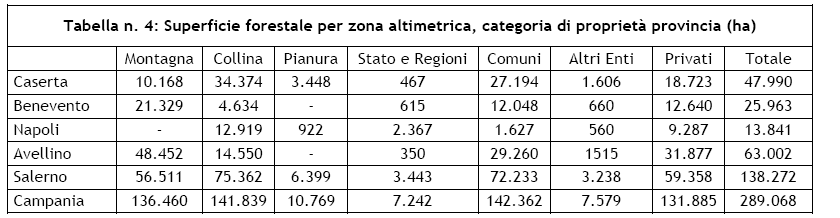 Tabella n. 4: Superficie forestale per zona altimetrica, categoria di proprietà provincia (ha)
Montagna Collina Pianura Stato e Regioni Comuni Altri Enti Privati Totale
Caserta 10.168 34.374 3.448 467 27.194 1.606 18.723 47.990
Benevento 21.329 4.634 - 615 12.048 660 12.640 25.963
Napoli - 12.919 922 2.367 1.627 560 9.287 13.841
Avellino 48.452 14.550 - 350 29.260 1515 31.877 63.002
Salerno 56.511 75.362 6.399 3.443 72.233 3.238 59.358 138.272
Campania 136.460 141.839 10.769 7.242 142.362 7.579 131.885 289.068